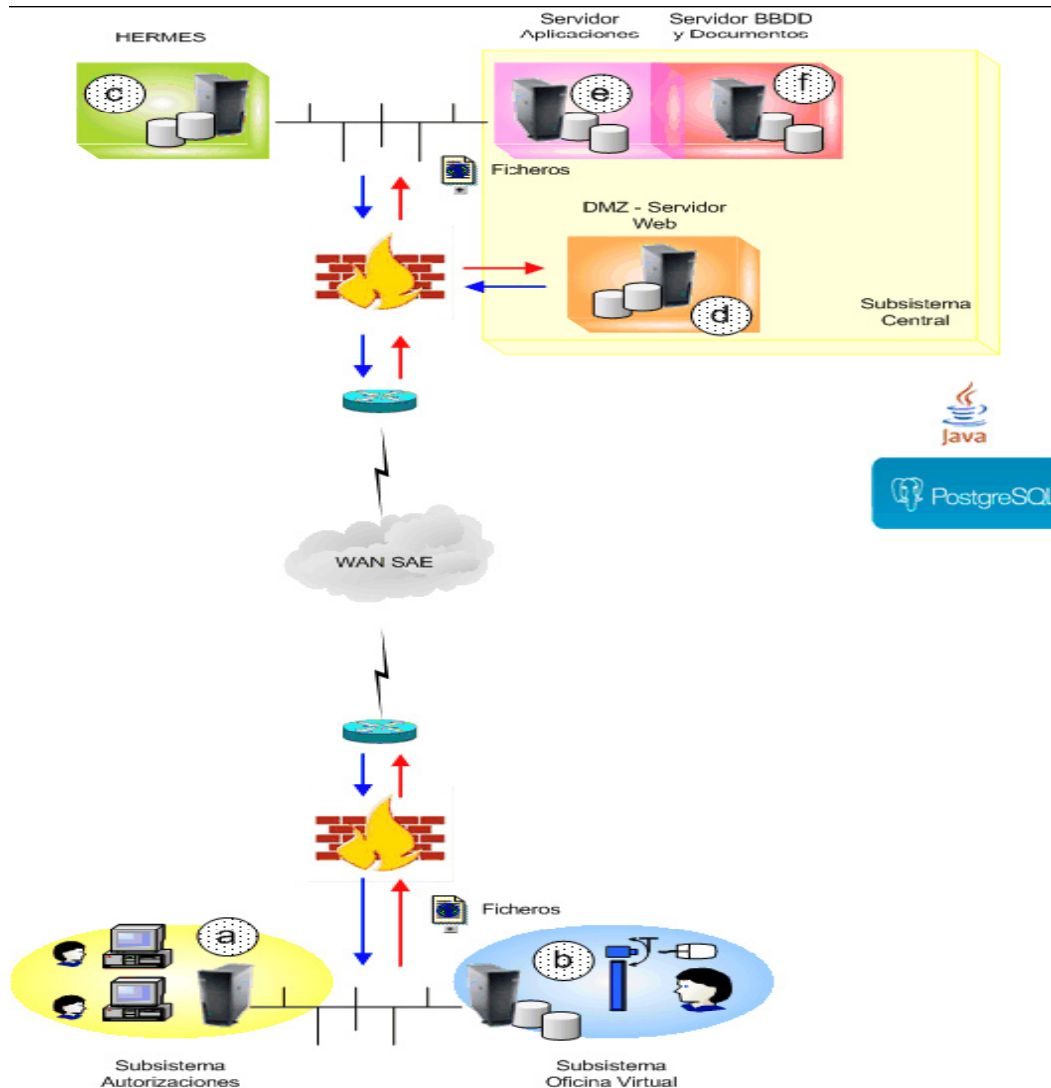 HERMES
Servidor
Aplicaciones
Servidor BBDD
y Documentos
c
e
f
Ficheros
DMZ - Servidor
Web
d
Subsistema
Central
Java
PostgreSQL
WAN SAE
Ficheros
a
b
Subsistema
Autorizaciones
Subsistema
Oficina Virtual